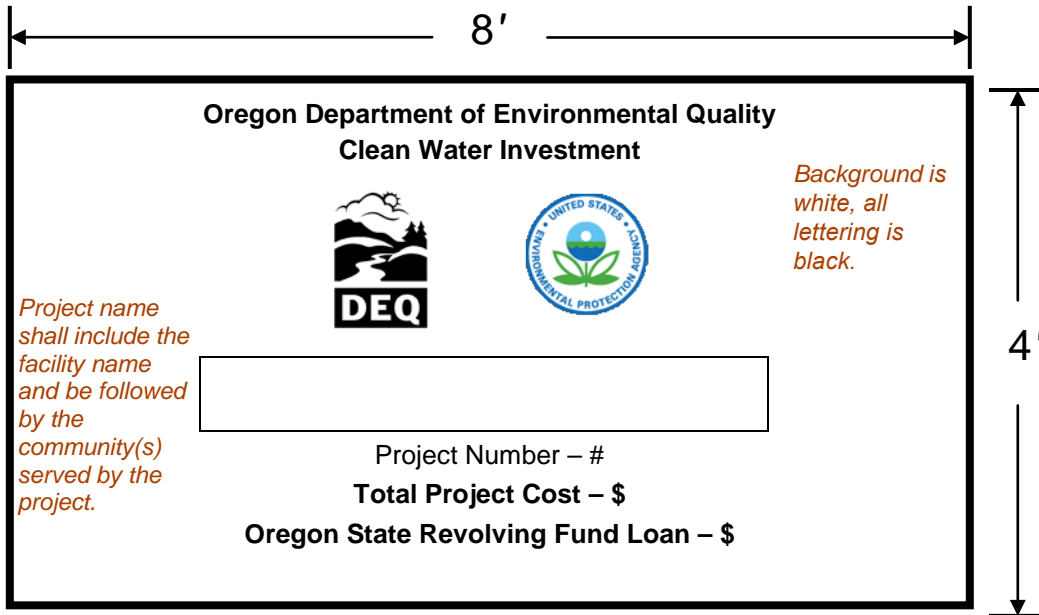 8'
Oregon Department of Environmental Quality
Clean Water Investment
Background is
white, all
lettering is
black.
UNITED STATES
ENVIRONMENTAL PROTECTION AGENCY
DEQ
Project name
shall include the
facility name
and be followed
by the
community(s)
served by the
project.
4'
Project Number – #
Total Project Cost – $
Oregon State Revolving Fund Loan – $